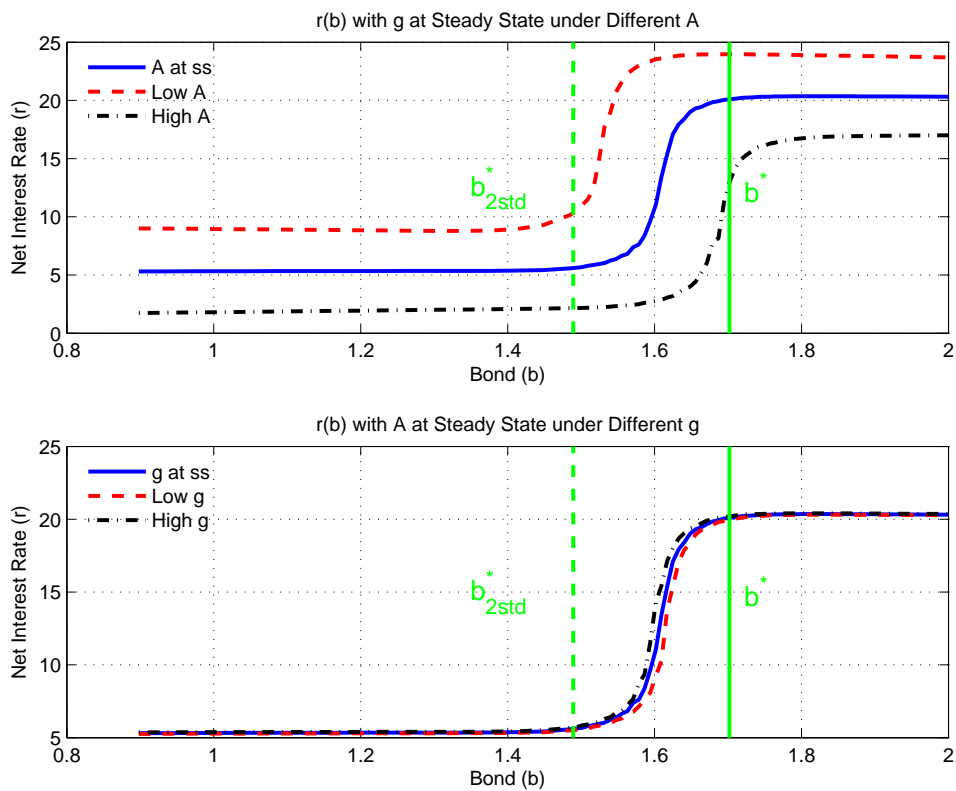 r(b) with g at Steady State under Different A
Net Interest Rate (r)
25
20
15
10
5
0
A at ss
Low A
High A
b*2std
b*
0.8 1 1.2 1.4 1.6 1.8 2
Bond (b)
r(b) with A at Steady State under Different g
Net Interest Rate (r)
25
20
15
10
5
g at ss
Low g
High g
b*2std
b*
0.8 1 1.2 1.4 1.6 1.8 2
Bond (b)